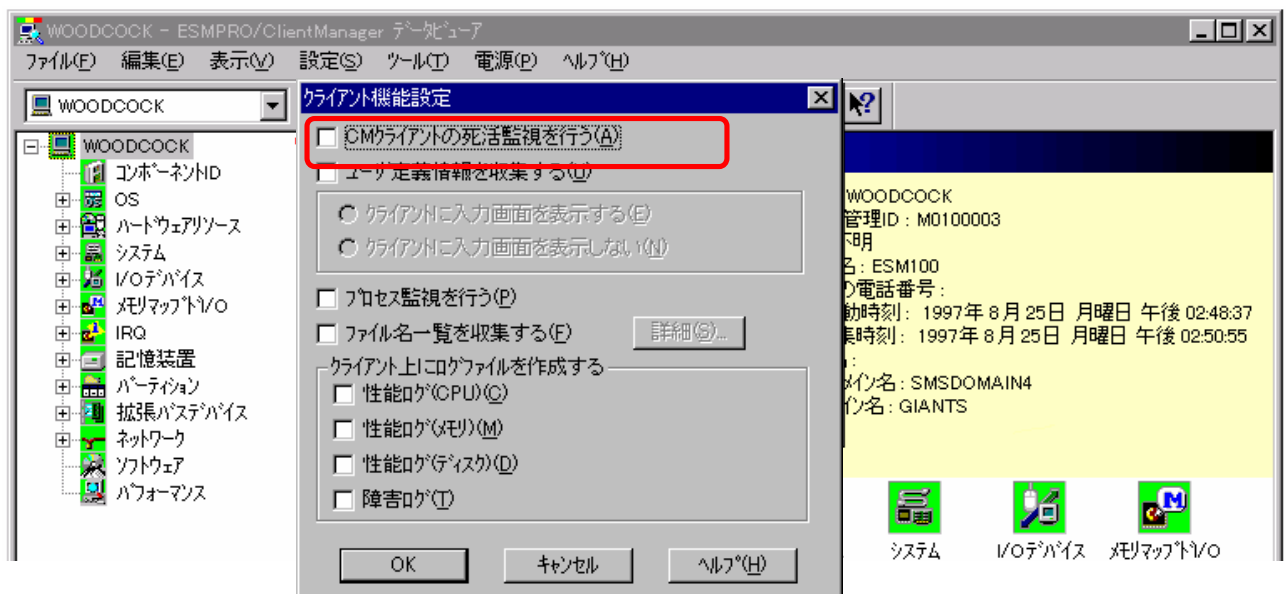 WOODCOCK - ESMPRO/ClientManager データビューア
ファイル(F) 編集(E) 表示(V) 設定(S) ツール(T) 電源(P) ヘルプ(H)
WOODCOCK
WOODCOCK
コンポーネントID
OS
ハードウェアリソース
システム
I/Oデバイス
メモリマップドI/O
IRQ
記憶装置
パーティション
拡張バスデバイス
ネットワーク
ソフトウェア
パフォーマンス
クライアント機能設定
CMクライアントの死活監視を行う(A)
ユーザ定義情報を収集する(U)
クライアントに入力画面を表示する(E)
クライアントに入力画面を表示しない(N)
プロセス監視を行う(P)
ファイル名一覧を収集する(F) 詳細(S)...
クライアント上にログファイルを作成する
性能ログ(CPU)(C)
性能ログ(メモリ)(M)
性能ログ(ディスク)(D)
障害ログ(T)
OK キャンセル ヘルプ(H)
WOODCOCK
管理ID : M0100003
不明
名 : ESM100
の電話番号 :
動時刻 : 1997年 8月 25日 月曜日 午後 02:48:37
集時刻 : 1997年 8月 25日 月曜日 午後 02:50:55
:
メイン名 : SMSDOMAIN4
イン名 : GIANTS
システム I/Oデバイス メモリマップドI/O